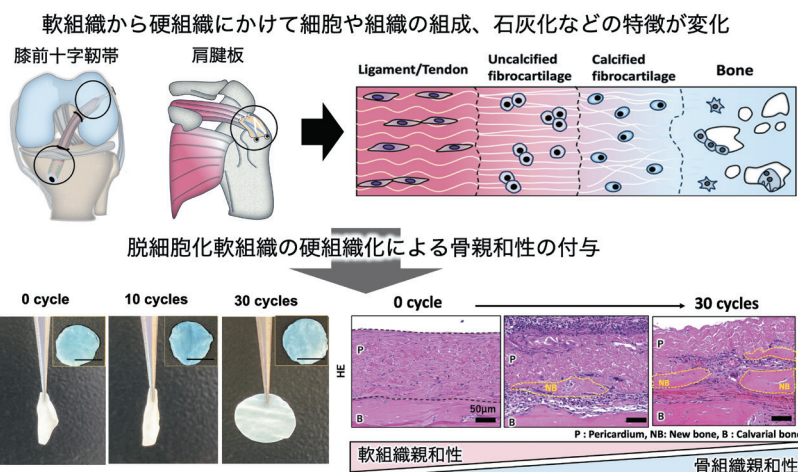 軟組織から硬組織にかけて細胞や組織の組成、石灰化などの特徴が変化
膝前十字靭帯
肩腱板
Ligament/Tendon
Uncalcified fibrocartilage
Calcified fibrocartilage
Bone
脱細胞化軟組織の硬組織化による骨親和性の付与
0 cycle
10 cycles
30 cycles
0 cycle
30 cycles
HE
P
B
50μm
P
NB
B
P
NB
NB
B
P : Pericardium, NB: New bone, B : Calvarial bone
軟組織親和性
骨組織親和性